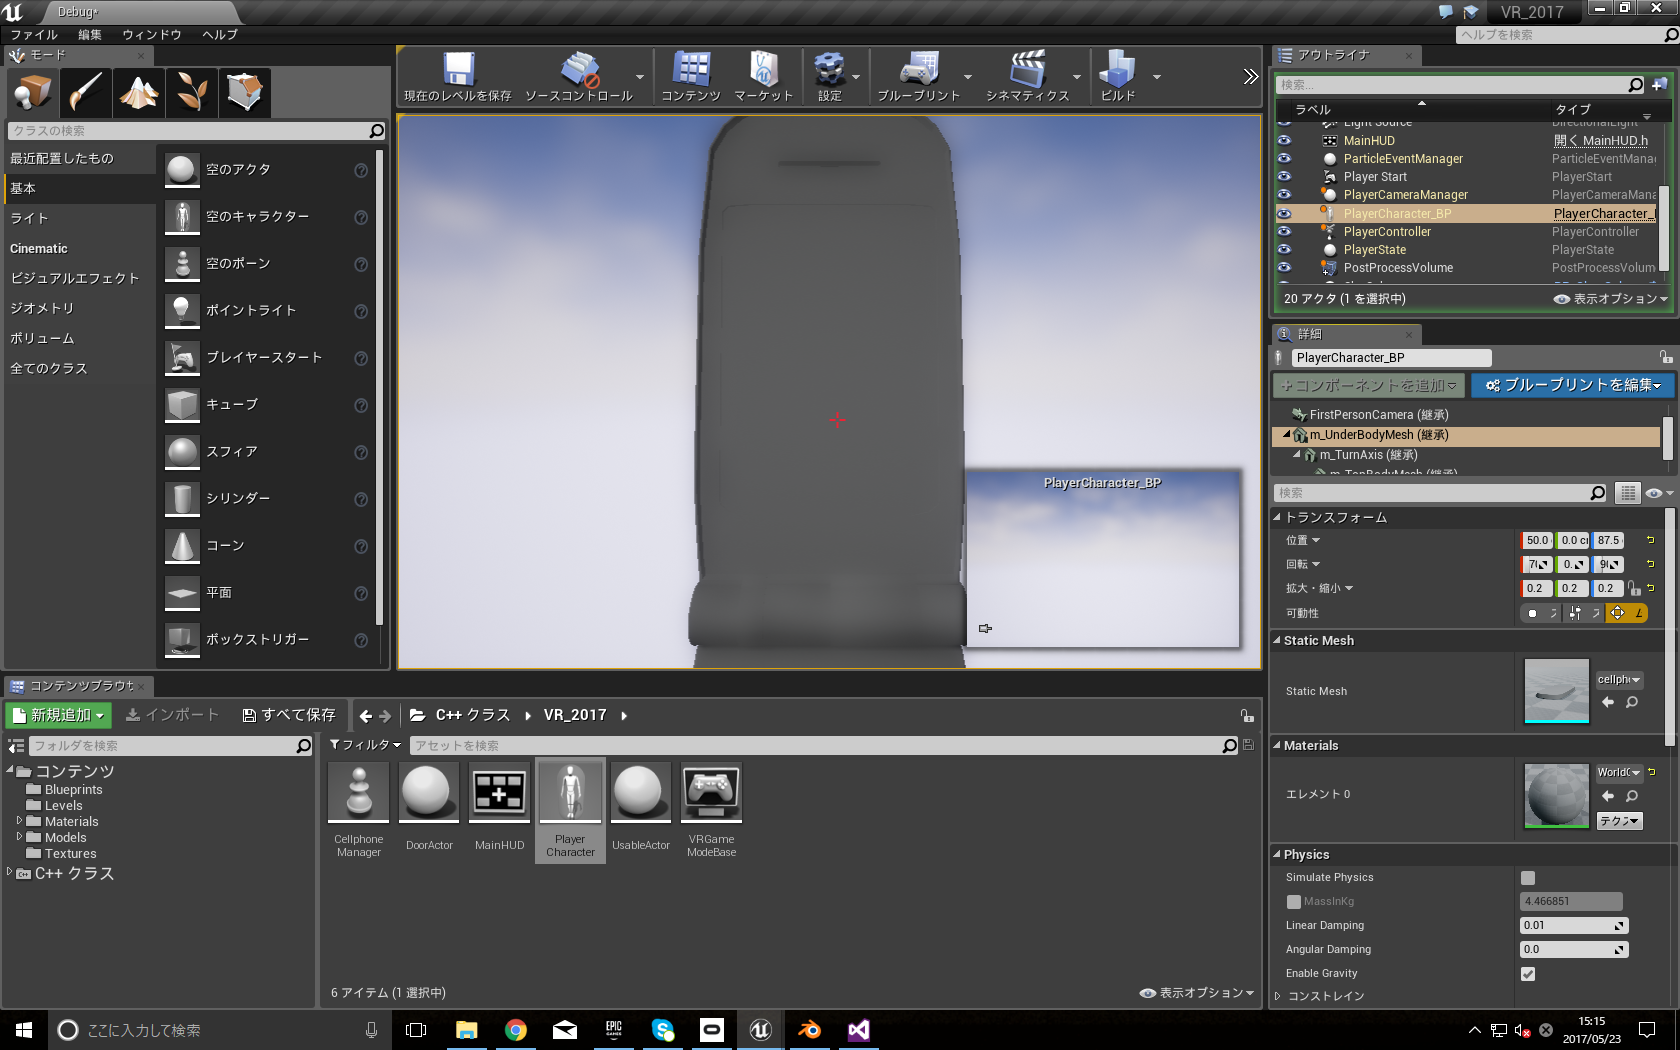 Debug*
VR_2017
ファイル
編集
ウィンドウ
ヘルプ
ヘルプを検索
モード
クラスの検索
最近配置したもの
基本
ライト
Cinematic
ビジュアルエフェクト
ジオメトリ
ボリューム
全てのクラス
空のアクタ
空のキャラクター
空のポーン
ポイントライト
プレイヤースタート
キューブ
スフィア
シリンダー
コーン
平面
ボックストリガー
現在のレベルを保存
ソースコントロール
コンテンツ
マーケット
設定
ブループリント
シネマティクス
ビルド
PlayerCharacter_BP
アウトライナ
検索...
ラベル
タイプ
Light Source
DirectionalLight
MainHUD
開く MainHUD.h
ParticleEventManager
ParticleEventMana
Player Start
PlayerStart
PlayerCameraManager
PlayerCameraMana
PlayerCharacter_BP
PlayerCharacter_
PlayerController
PlayerController
PlayerState
PlayerState
PostProcessVolume
PostProcessVolum
20 アクタ (1 を選択中)
表示オプション
詳細
PlayerCharacter_BP
+コンポーネントを追加
ブループリントを編集
FirstPersonCamera (継承)
m_UnderBodyMesh (継承)
m_TurnAxis (継承)
m_TopBodyMesh (継承)
検索
トランスフォーム
位置
50.0
0.0 c
87.5
回転
0.
拡大・縮小
0.2
0.2
0.2
可動性
Static Mesh
Static Mesh
cellph
Materials
エレメント 0
World
テクス
Physics
Simulate Physics
MassInKg
4.466851
Linear Damping
0.01
Angular Damping
0.0
Enable Gravity
コンストレイン
コンテンツブラウザ
新規追加
インポート
すべて保存
C++ クラス
VR_2017
フォルダを検索
フィルタ
アセットを検索
コンテンツ
Blueprints
Levels
Materials
Models
Textures
C++ クラス
Cellphone
Manager
DoorActor
MainHUD
Player
Character
UsableActor
VRGame
ModeBase
6 アイテム (1 選択中)
表示オプション
ここに入力して検索
EPIC
GAMES
15:15
2017/05/23